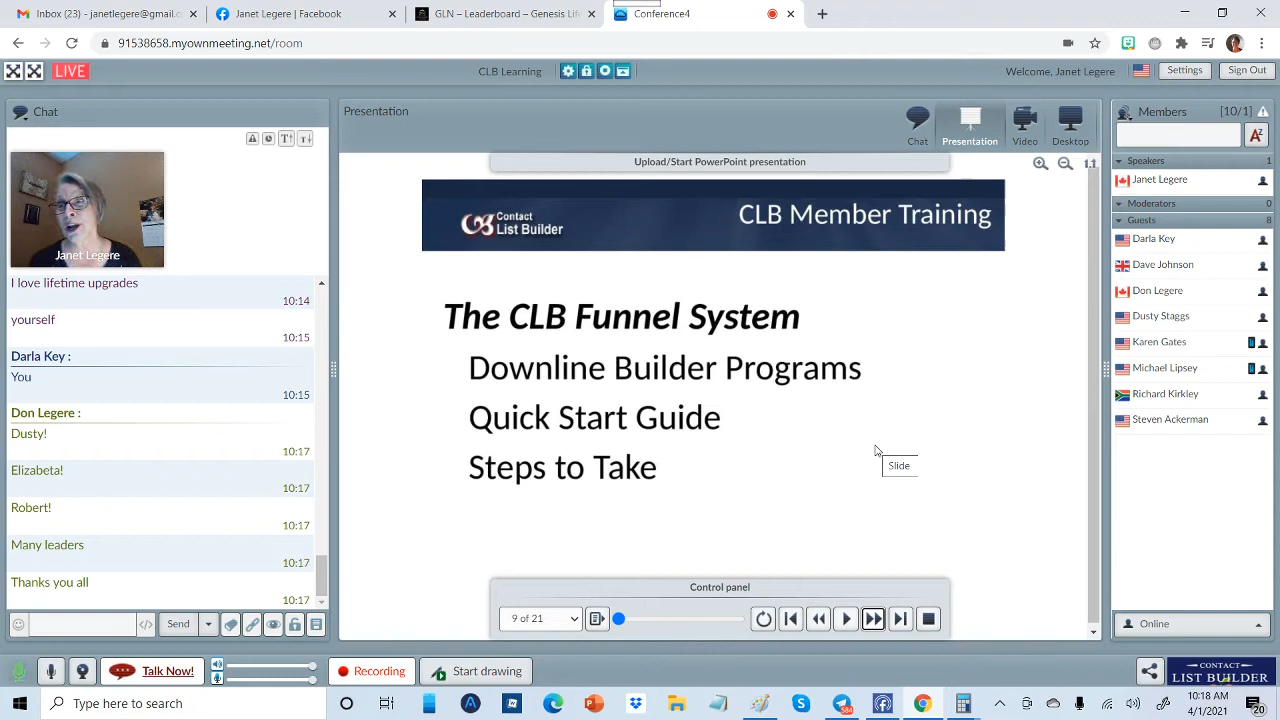 M Inbox (31) - janetlegere@gmail.c
Janet Legere | Facebook
GLN – Leaderboard – Genesis Life
Conference4
91538658.myownmeeting.net/room
LIVE
CLB Learning
Welcome, Janet Legere
Settings
Sign Out
Chat
Janet Legere
I love lifetime upgrades
10:14
yourself
10:15
Darla Key :
You
10:15
Don Legere :
Dusty!
10:17
Elizabeta!
10:17
Robert!
10:17
Many leaders
10:17
Thanks you all
10:17
Send
Presentation
Chat
Presentation
Video
Desktop
Upload/Start PowerPoint presentation
1:1
Contact
List Builder
CLB Member Training
The CLB Funnel System
Downline Builder Programs
Quick Start Guide
Steps to Take
Slide
Control panel
9 of 21
Members
[10/1]
Speakers
1
Janet Legere
Moderators
0
Guests
8
Darla Key
Dave Johnson
Don Legere
Dusty Staggs
Karen Gates
Michael Lipsey
Richard Kirkley
Steven Ackerman
Online
Talk Now!
Recording
Start drawing
CONTACT
LIST BUILDER
Type here to search
584
10:18 AM
4/1/2021
20